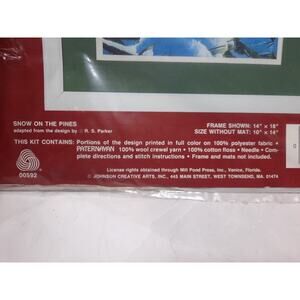 SNOW ON THE PINES
adapted from the design by © R. S. Parker
FRAME SHOWN: 14" × 18"
SIZE WITHOUT MAT: 10" × 14"
THIS KIT CONTAINS: Portions of the design printed in full color on 100% polyester fabric •
PATERNAYAN 100% wool crewel yarn • 100% cotton floss • Needle • Com-
plete directions and stitch instructions. • Frame and mats not included.
00592
License rights obtained through Mill Pond Press, Inc., Venice, Florida.
© JOHNSON CREATIVE ARTS, INC., 445 MAIN STREET, WEST TOWNSEND, MA. 01474